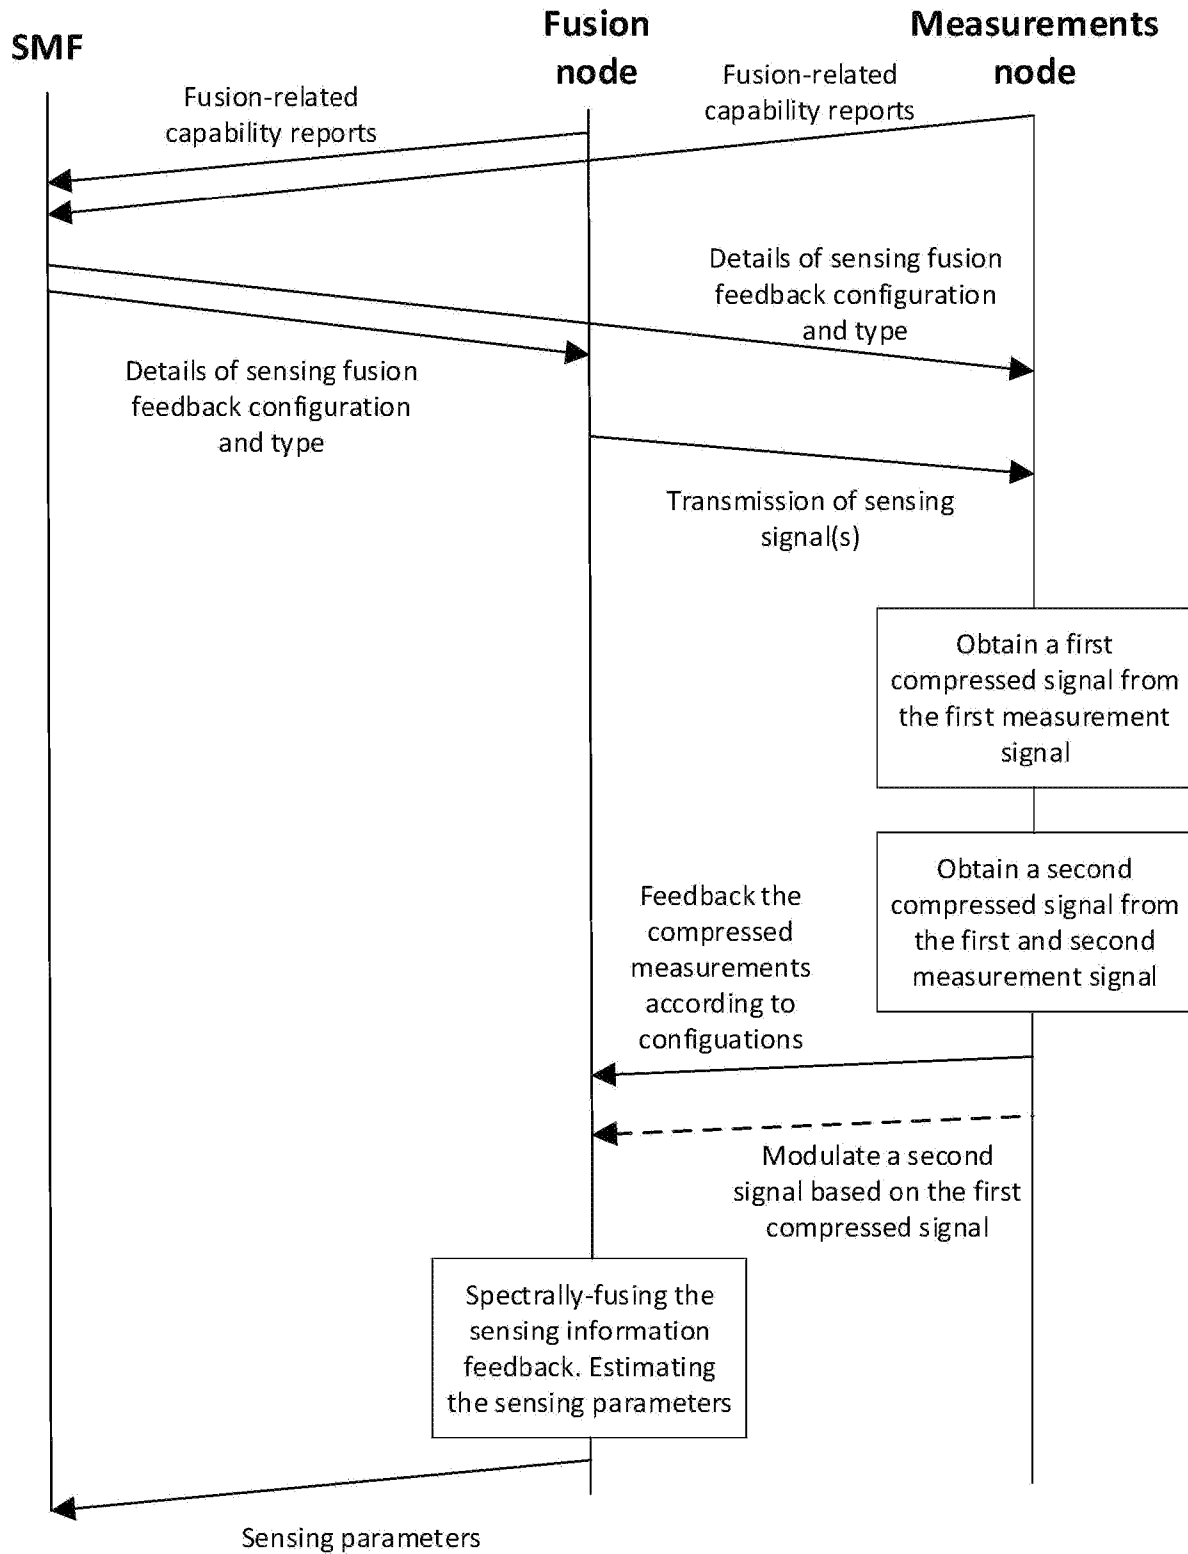 SMF
Fusion
node
Measurements
node
Fusion-related
capability reports
Fusion-related
capability reports
Details of sensing fusion
feedback configuration
and type
Details of sensing fusion
feedback configuration
and type
Transmission of sensing
signal(s)
Obtain a first
compressed signal from
the first measurement
signal
Obtain a second
compressed signal from
the first and second
measurement signal
Feedback the
compressed
measurements
according to
configuations
Modulate a second
signal based on the first
compressed signal
Spectrally-fusing the
sensing information
feedback. Estimating
the sensing parameters
Sensing parameters